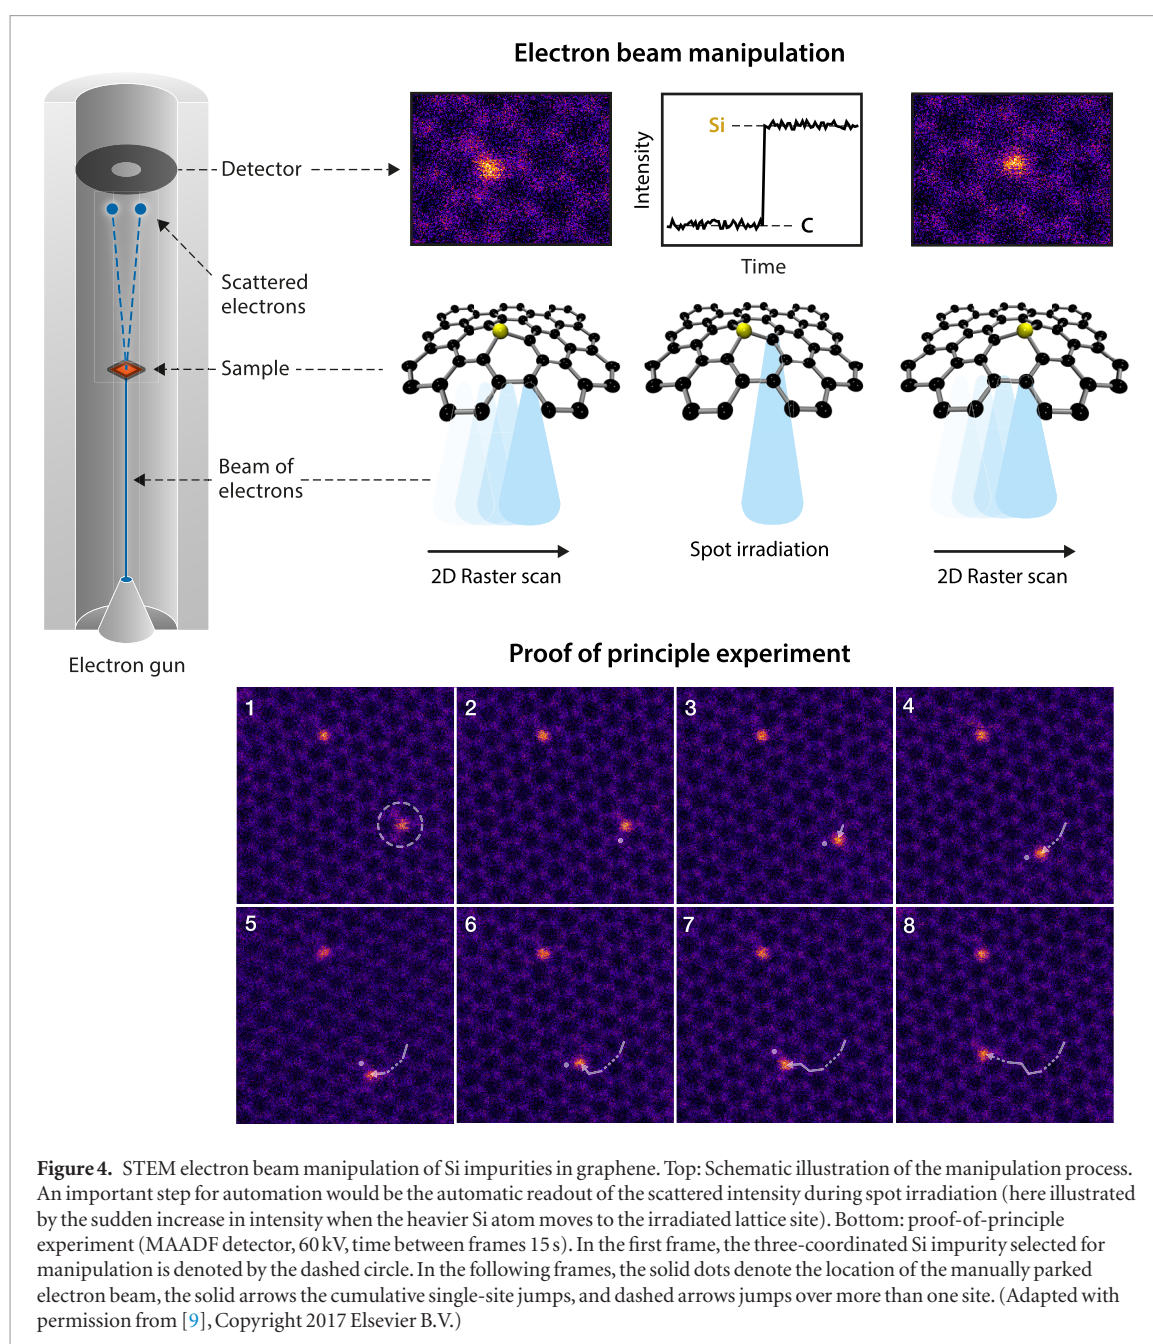 Electron beam manipulation
Detector
Scattered
electrons
Sample
Beam of
electrons
Electron gun
Intensity
Si
C
Time
2D Raster scan
Spot irradiation
2D Raster scan
Proof of principle experiment
1
2
3
4
5
6
7
8
Figure 4. STEM electron beam manipulation of Si impurities in graphene. Top: Schematic illustration of the manipulation process.
An important step for automation would be the automatic readout of the scattered intensity during spot irradiation (here illustrated
by the sudden increase in intensity when the heavier Si atom moves to the irradiated lattice site). Bottom: proof-of-principle
experiment (MAADF detector, 60 kV, time between frames 15 s). In the first frame, the three-coordinated Si impurity selected for
manipulation is denoted by the dashed circle. In the following frames, the solid dots denote the location of the manually parked
electron beam, the solid arrows the cumulative single-site jumps, and dashed arrows jumps over more than one site. (Adapted with
permission from [9], Copyright 2017 Elsevier B.V.)